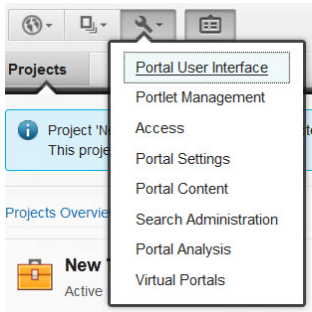 Projects
Portal User Interface
Portlet Management
Access
Portal Settings
Portal Content
Search Administration
Portal Analysis
Virtual Portals
Project 'N
This proje
Projects Overvie
New
Active